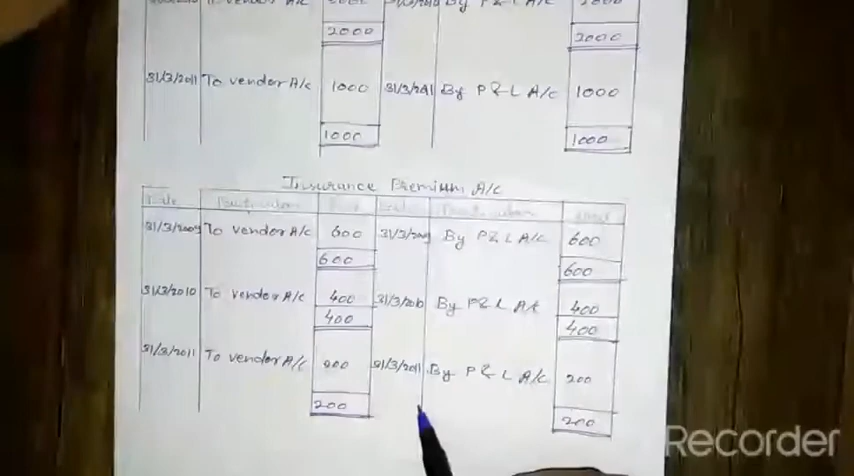 To vendor A/c By P&L A/c
2000 2000
31/3/2011 To vendor A/c 1000 31/3/2011 By P&L A/c 1000
1000 1000
Insurance Premium A/c
31/3/2009 To vendor A/c 600 31/3/2009 By P&L A/c 600
600 600
31/3/2010 To vendor A/c 400 31/3/2010 By P&L A/c 400
400 400
31/3/2011 To vendor A/c 200 31/3/2011 By P&L A/c 200
200 200
Recorder